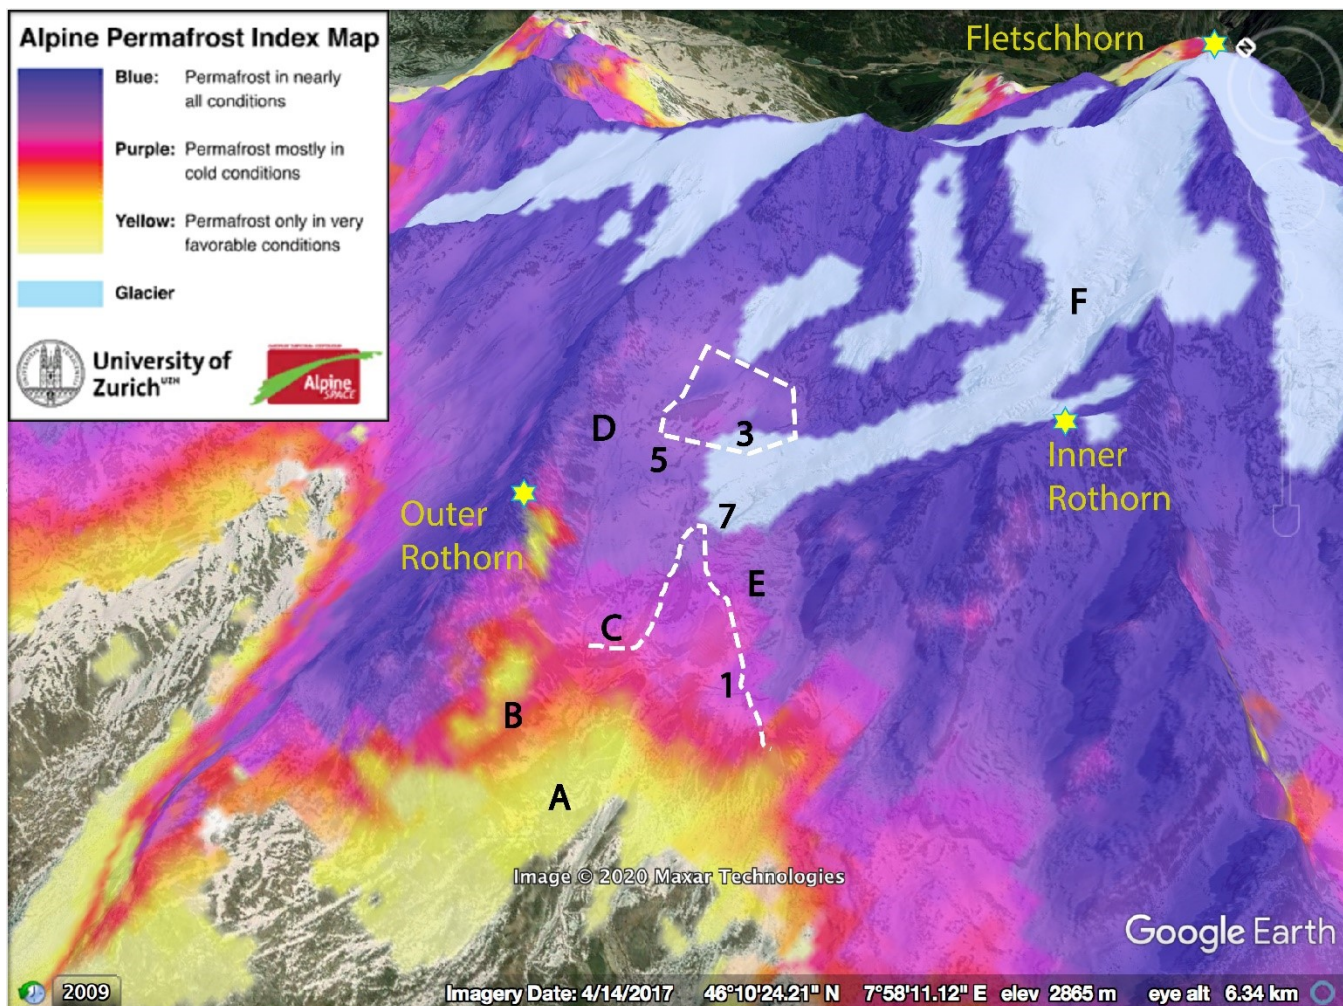 Alpine Permafrost Index Map
Blue: Permafrost in nearly
all conditions
Purple: Permafrost mostly in
cold conditions
Yellow: Permafrost only in very
favorable conditions
Glacier
University of
Zurich UZH
Alpine
SPACE
Fletschhorn
N
F
D
3
5
Inner
Rothorn
Outer
Rothorn
7
E
C
1
B
A
Image © 2020 Maxar Technologies
Google Earth
2009
Imagery Date: 4/14/2017 46°10'24.21" N 7°58'11.12" E elev 2865 m eye alt 6.34 km